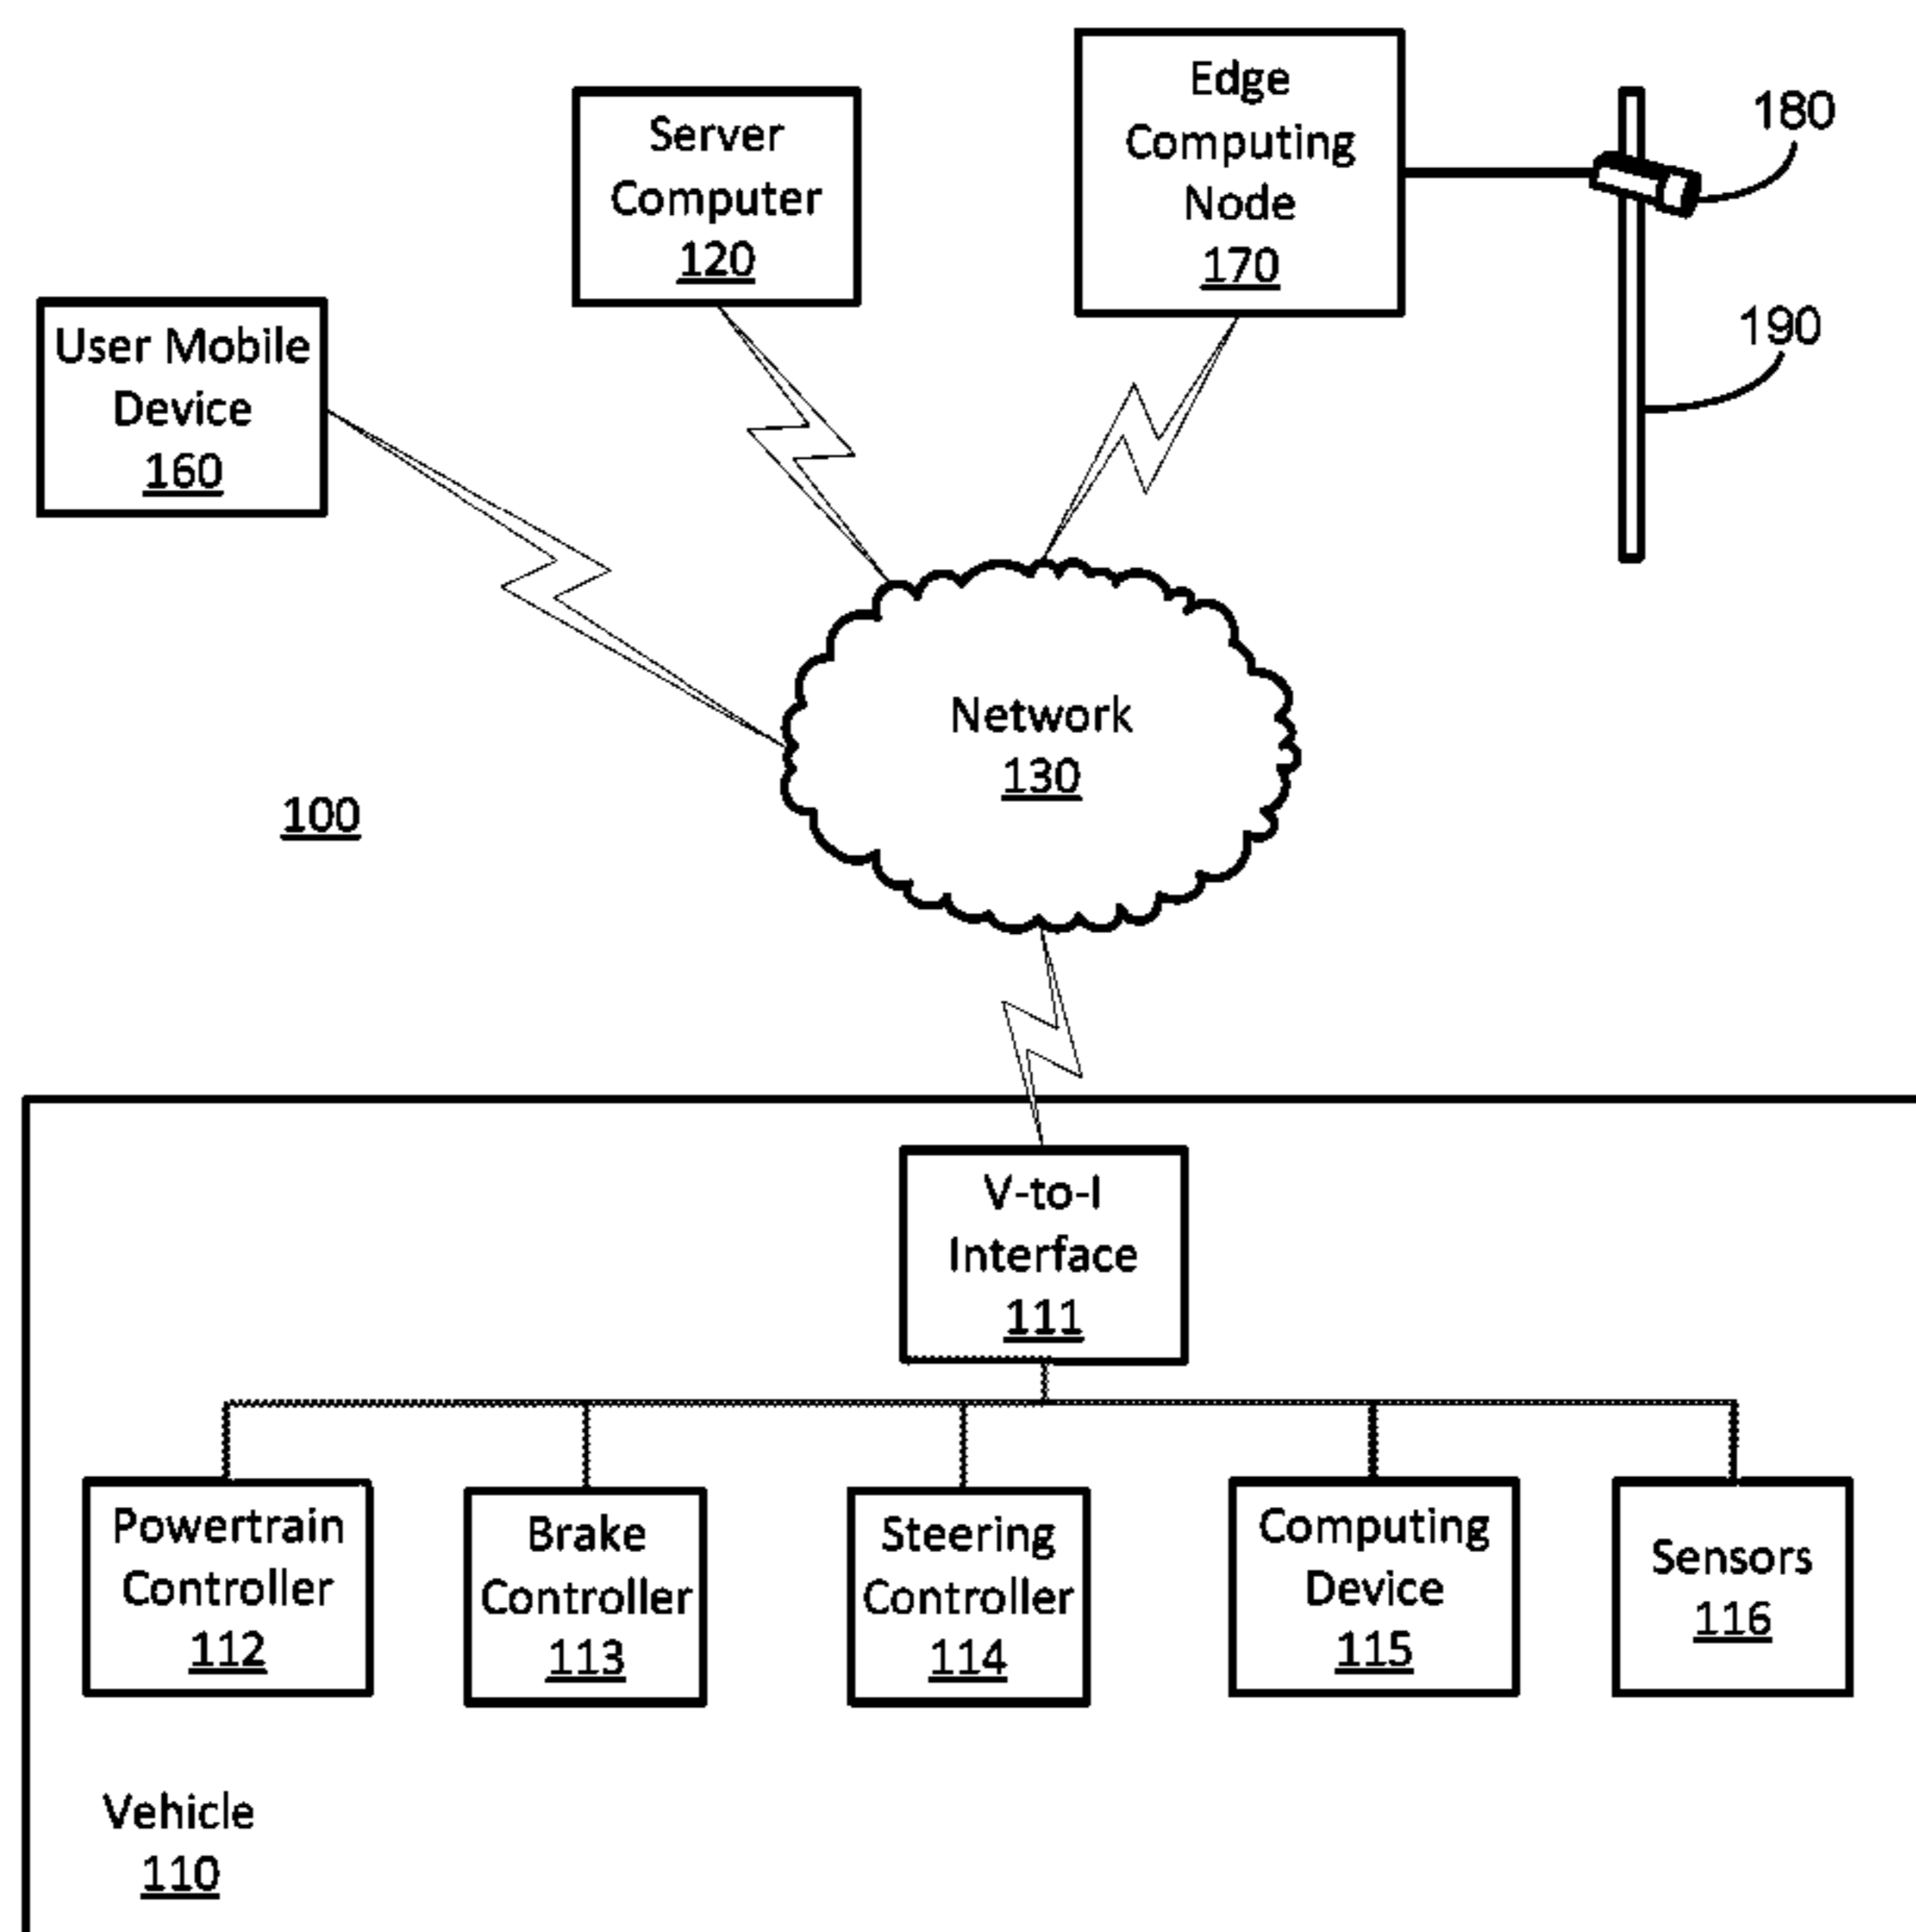 Edge
Computing
Node
170
180
Server
Computer
120
190
User Mobile
Device
160
Network
130
100
V-to-I
Interface
111
Powertrain
Controller
112
Brake
Controller
113
Steering
Controller
114
Computing
Device
115
Sensors
116
Vehicle
110